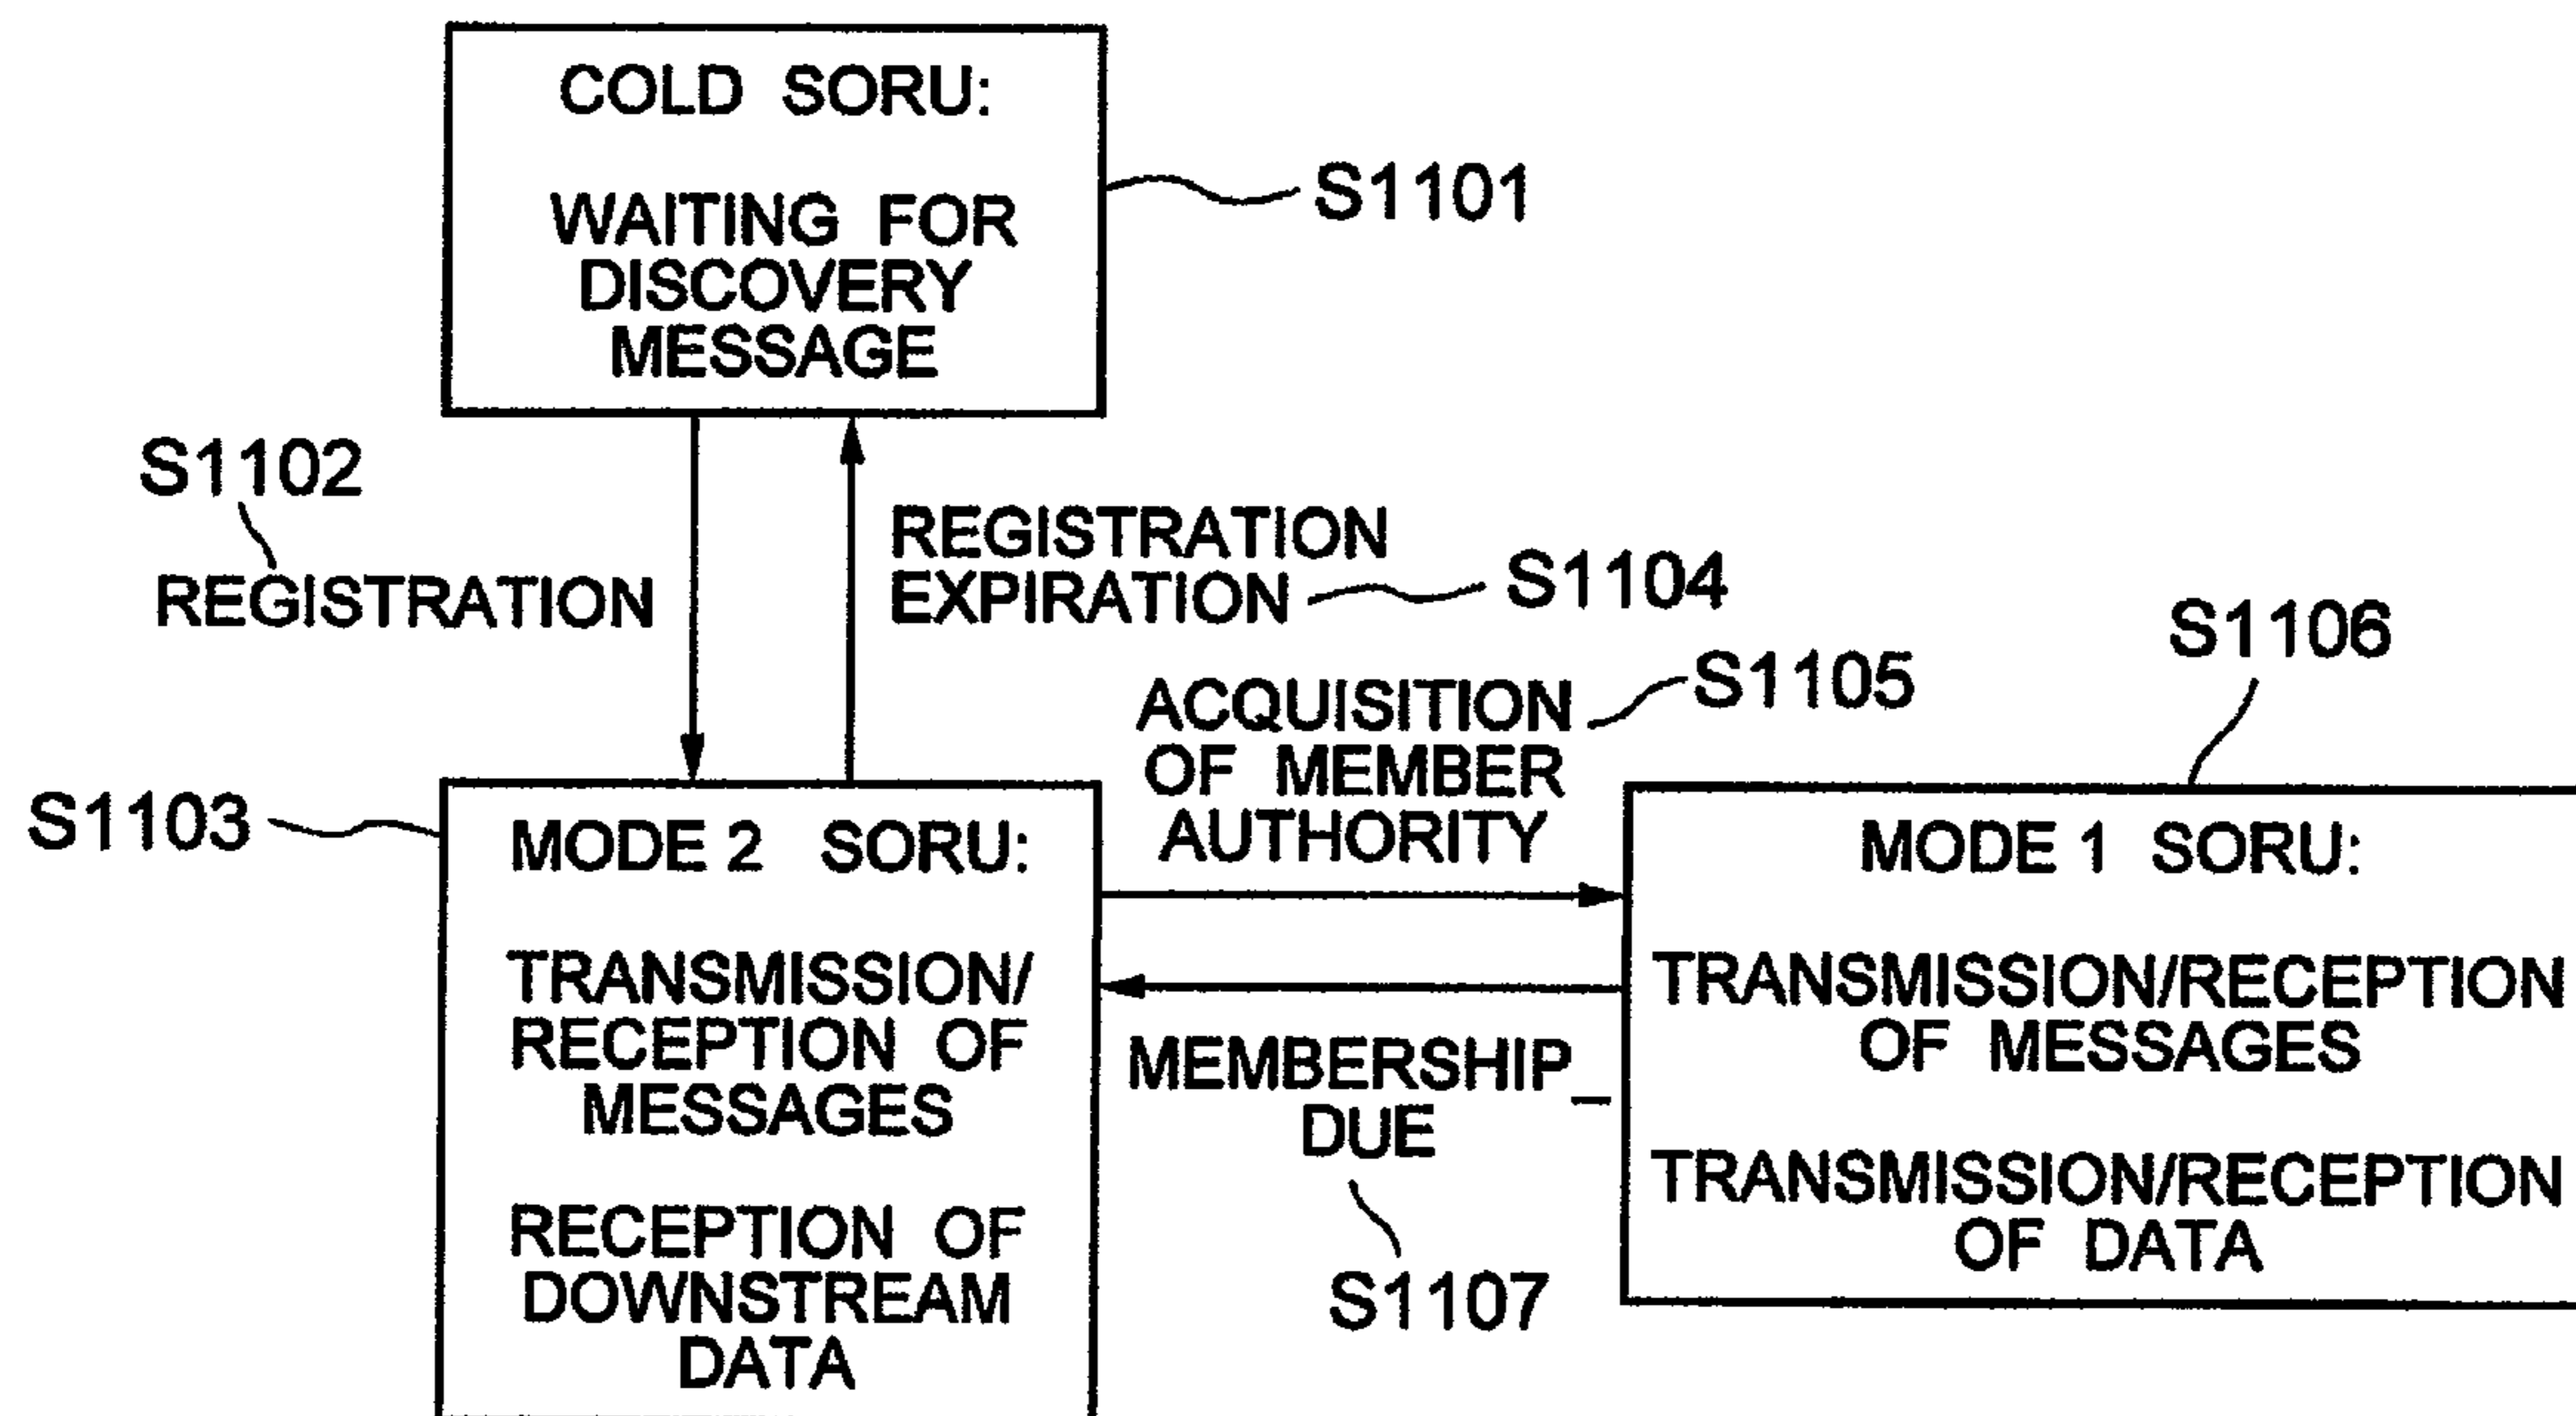 COLD SORU:
WAITING FOR
DISCOVERY
MESSAGE
S1101
S1102
REGISTRATION
REGISTRATION
EXPIRATION
S1104
S1105
ACQUISITION
OF MEMBER
AUTHORITY
S1106
S1103
MODE 2 SORU:
TRANSMISSION/
RECEPTION OF
MESSAGES
RECEPTION OF
DOWNSTREAM
DATA
MEMBERSHIP_
DUE
S1107
MODE 1 SORU:
TRANSMISSION/RECEPTION
OF MESSAGES
TRANSMISSION/RECEPTION
OF DATA